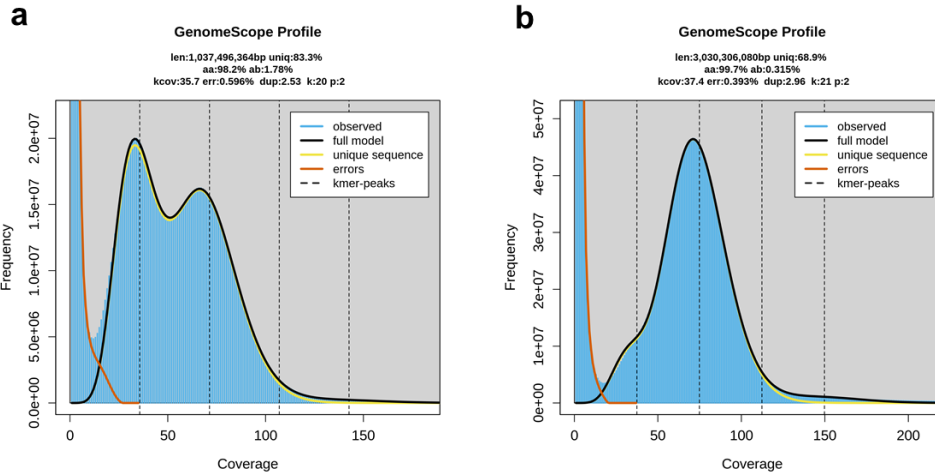 a
GenomeScope Profile
len:1,037,496,364bp uniq:83.3%
aa:98.2% ab:1.78%
kcov:35.7 err:0.596% dup:2.53 k:20 p:2
observed
full model
unique sequence
errors
kmer-peaks
Frequency
0.0e+00
5.0e+06
1.0e+07
1.5e+07
2.0e+07
0
50
100
150
Coverage
b
GenomeScope Profile
len:3,030,306,080bp uniq:68.9%
aa:99.7% ab:0.315%
kcov:37.4 err:0.393% dup:2.96 k:21 p:2
observed
full model
unique sequence
errors
kmer-peaks
Frequency
0e+00
1e+07
2e+07
3e+07
4e+07
5e+07
0
50
100
150
200
Coverage